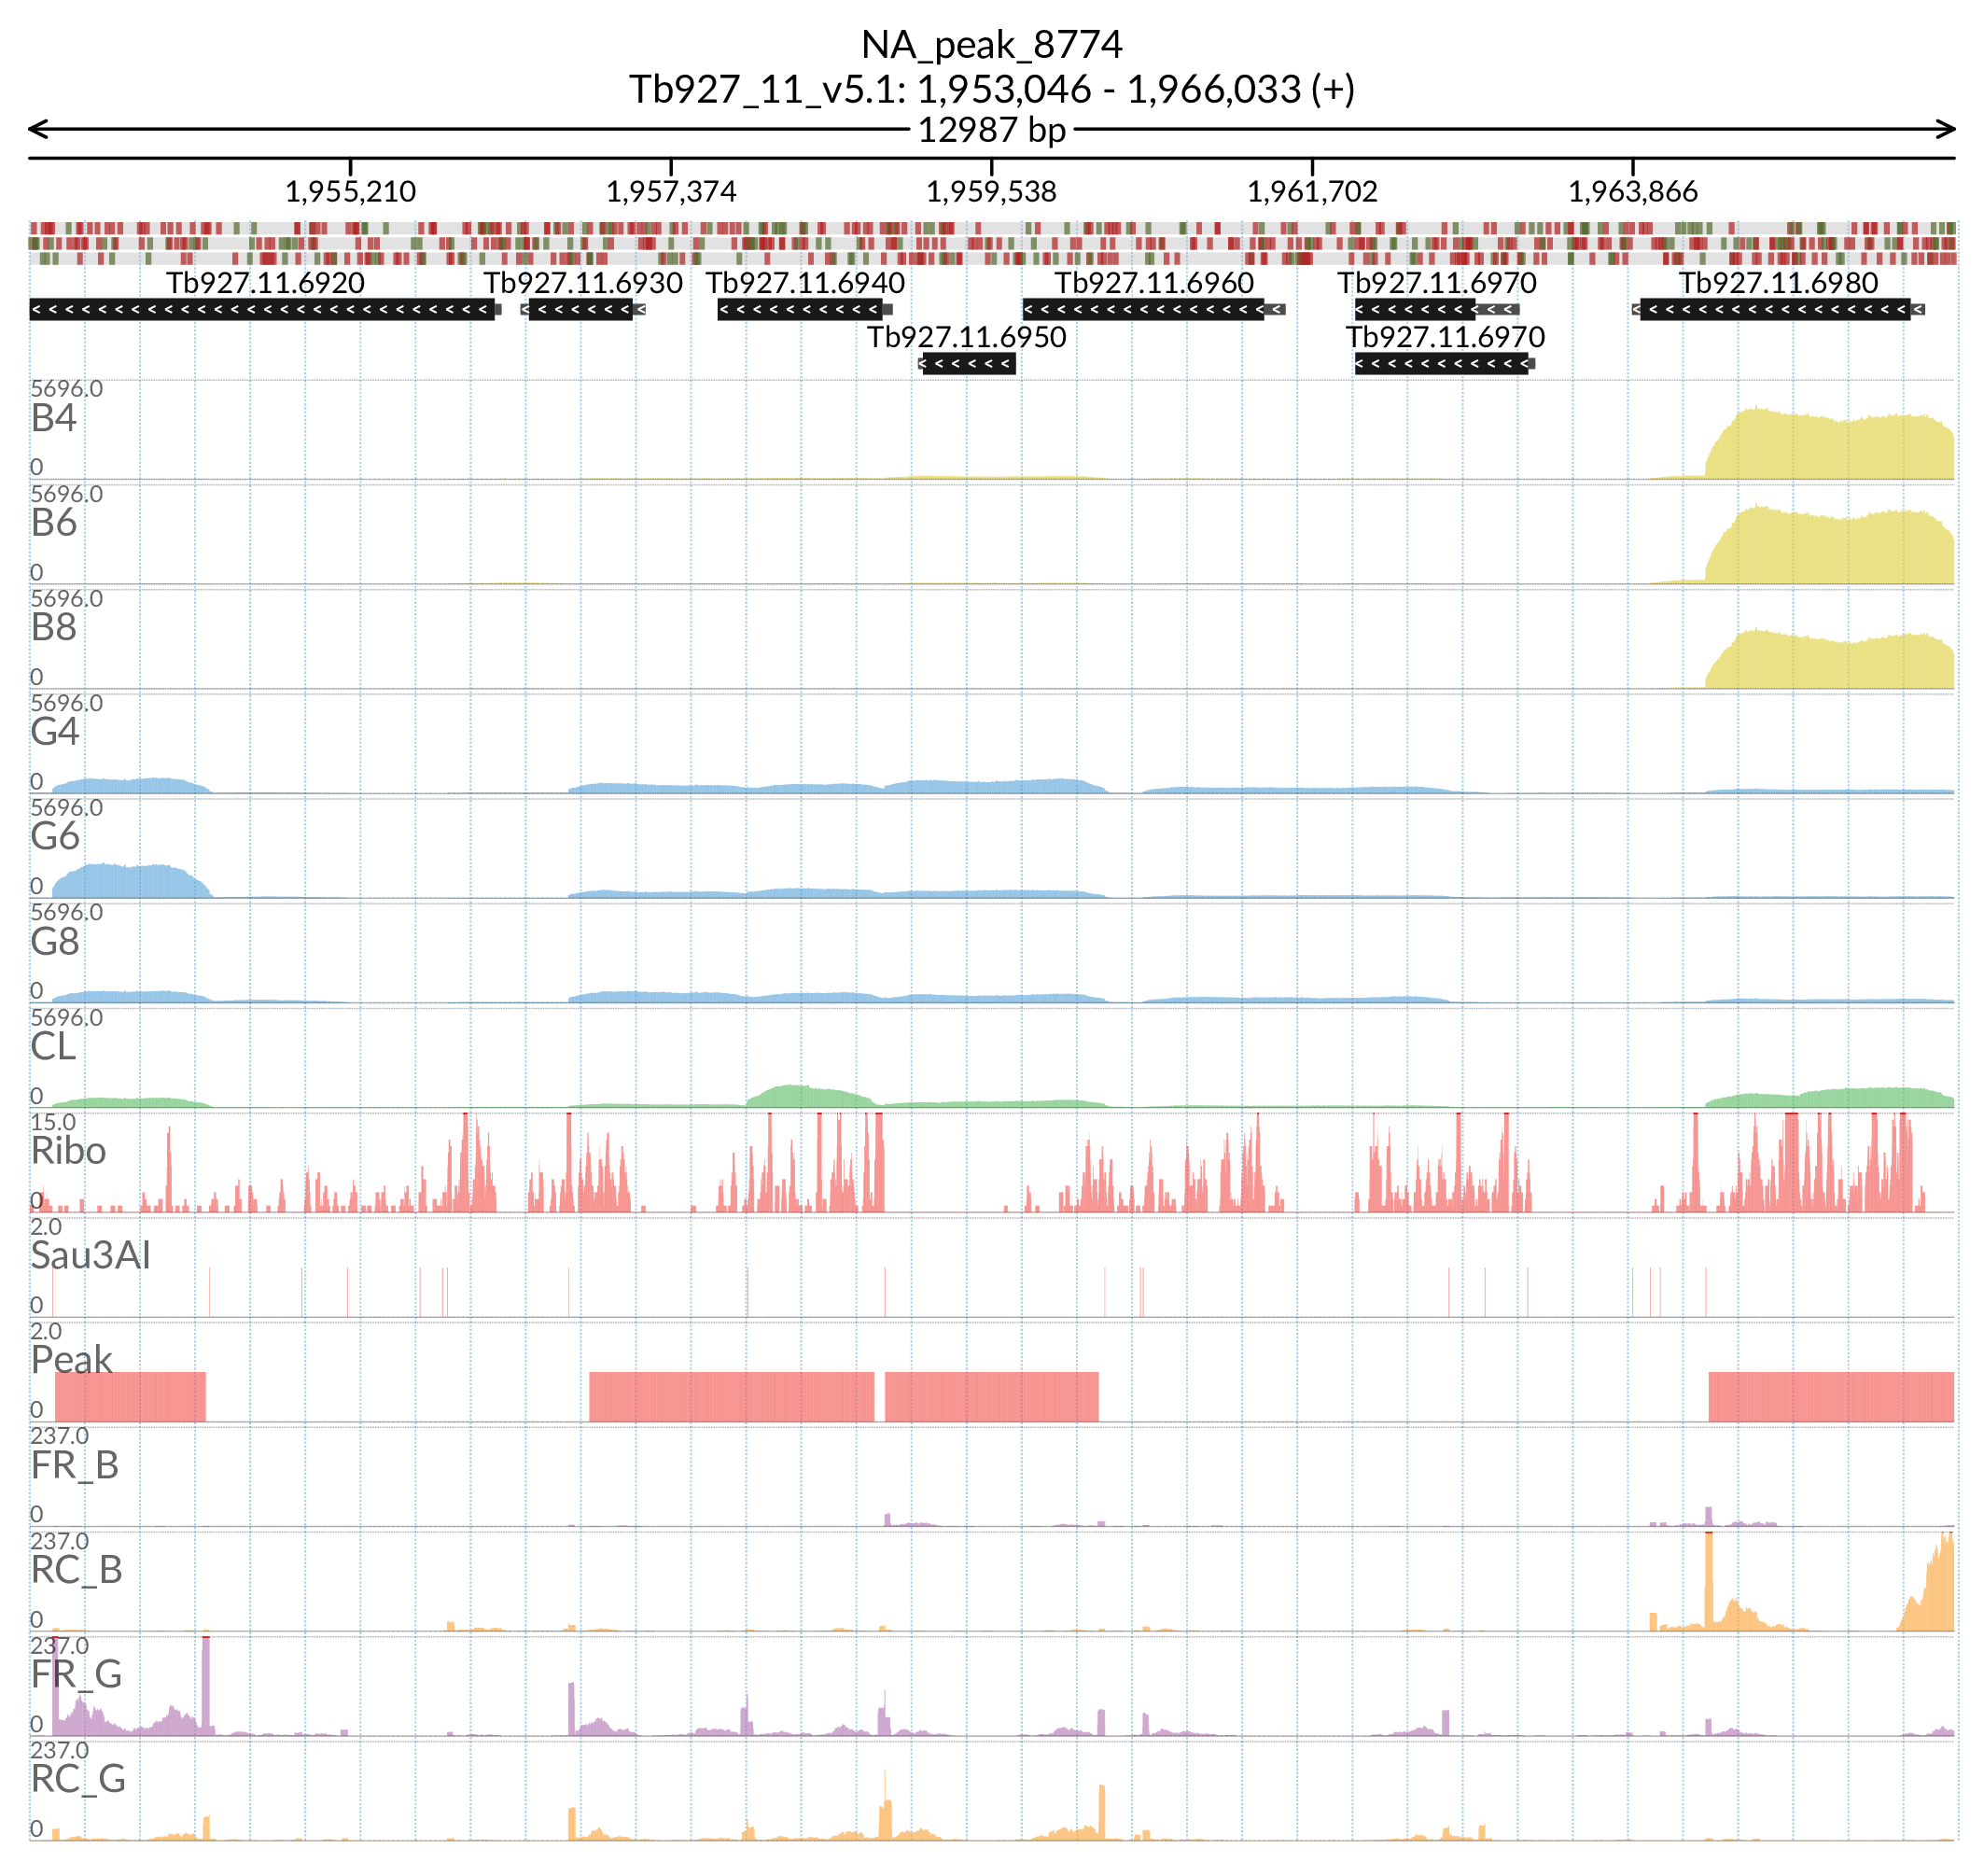 NA_peak_8774
Tb927_11_v5.1: 1,953,046 - 1,966,033 (+)
12987 bp
1,955,210 1,957,374 1,959,538 1,961,702 1,963,866
Tb927.11.6920 Tb927.11.6930 Tb927.11.6940 Tb927.11.6960 Tb927.11.6970 Tb927.11.6980
Tb927.11.6950 Tb927.11.6970
5696.0
B4
0
5696.0
B6
0
5696.0
B8
0
5696.0
G4
0
5696.0
G6
0
5696.0
G8
0
5696.0
CL
0
15.0
Ribo
0
2.0
Sau3AI
0
2.0
Peak
0
237.0
FR_B
0
237.0
RC_B
0
237.0
FR_G
0
237.0
RC_G
0